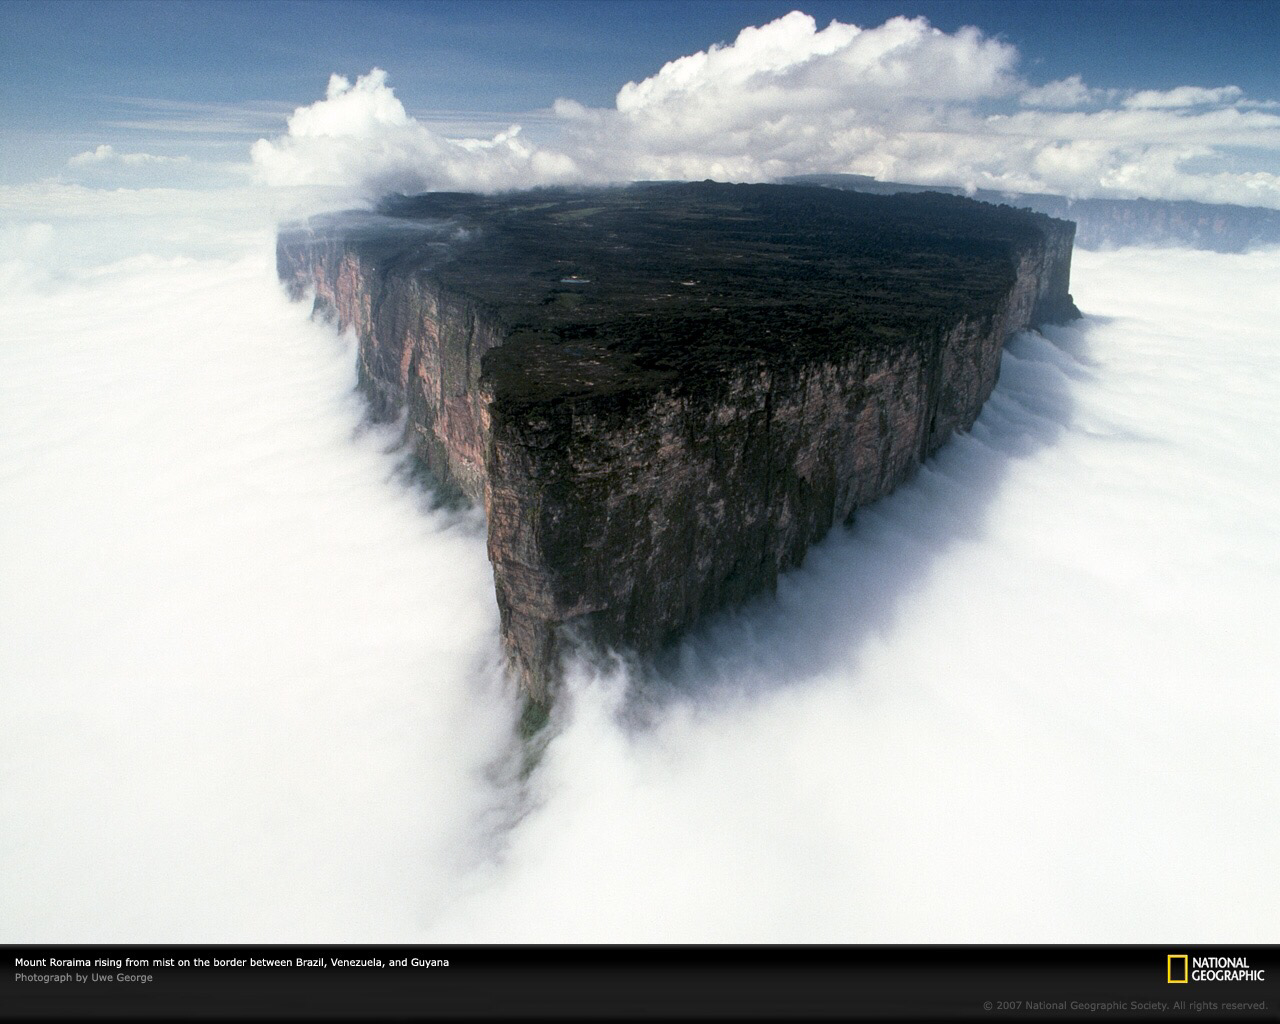 Mount Roraima rising from mist on the border between Brazil, Venezuela, and Guyana
Photograph by Uwe George
NATIONAL
GEOGRAPHIC
© 2007 National Geographic Society. All rights reserved.